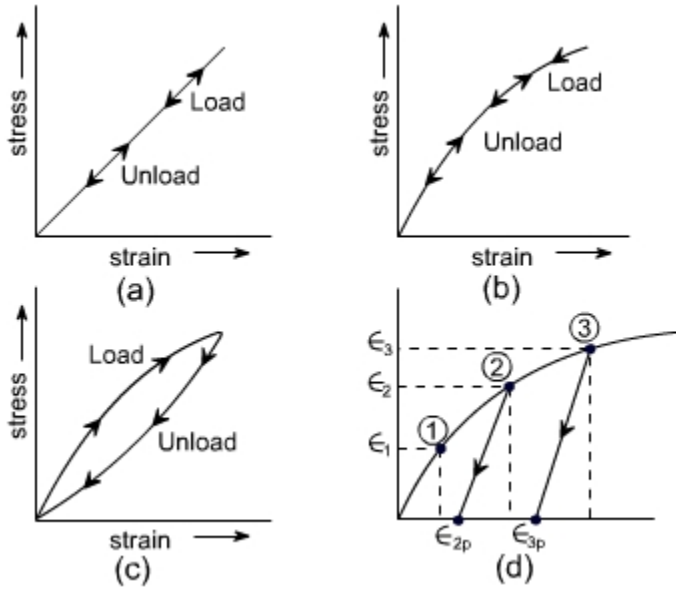 stress
Load
Unload
strain
(a)
stress
Load
Unload
strain
(b)
stress
Load
Unload
strain
(c)
∈3
∈2
∈1
3
2
1
∈2p
∈3p
(d)